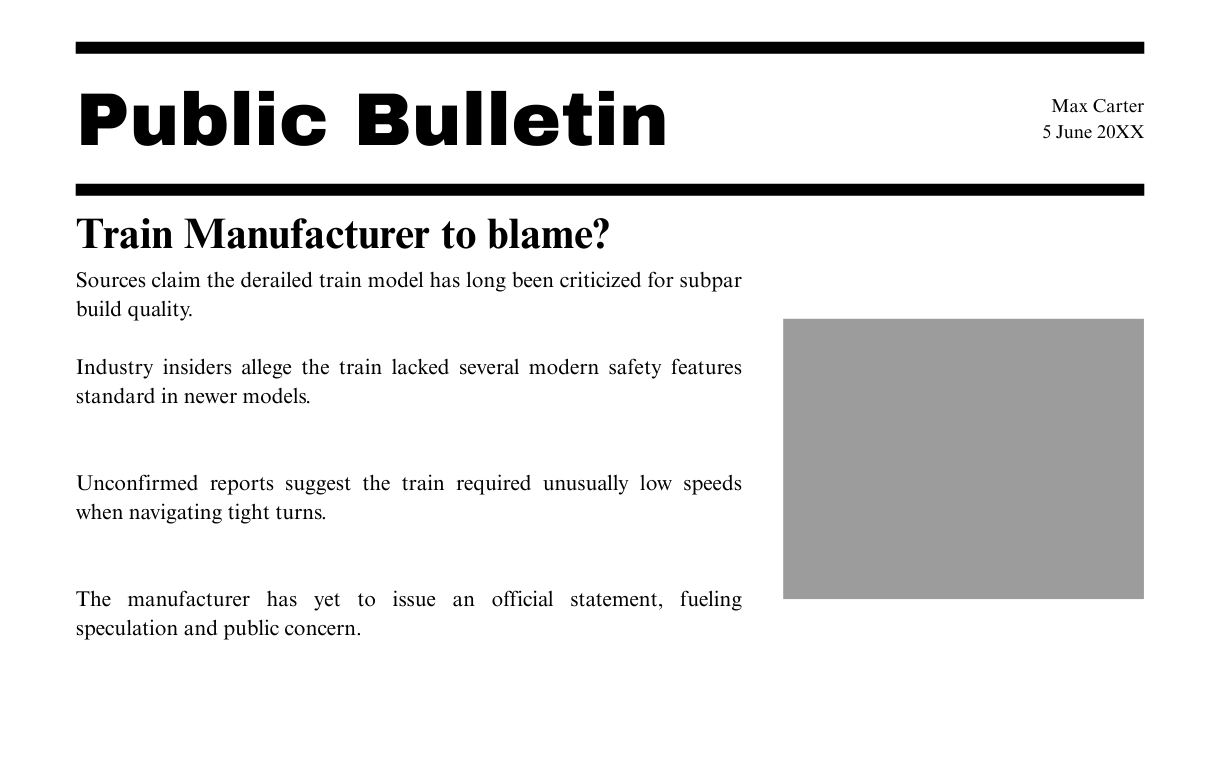 Public Bulletin
Max Carter
5 June 20XX
Train Manufacturer to blame?
Sources claim the derailed train model has long been criticized for subpar
build quality.
Industry insiders allege the train lacked several modern safety features
standard in newer models.
Unconfirmed reports suggest the train required unusually low speeds
when navigating tight turns.
The manufacturer has yet to issue an official statement, fueling
speculation and public concern.